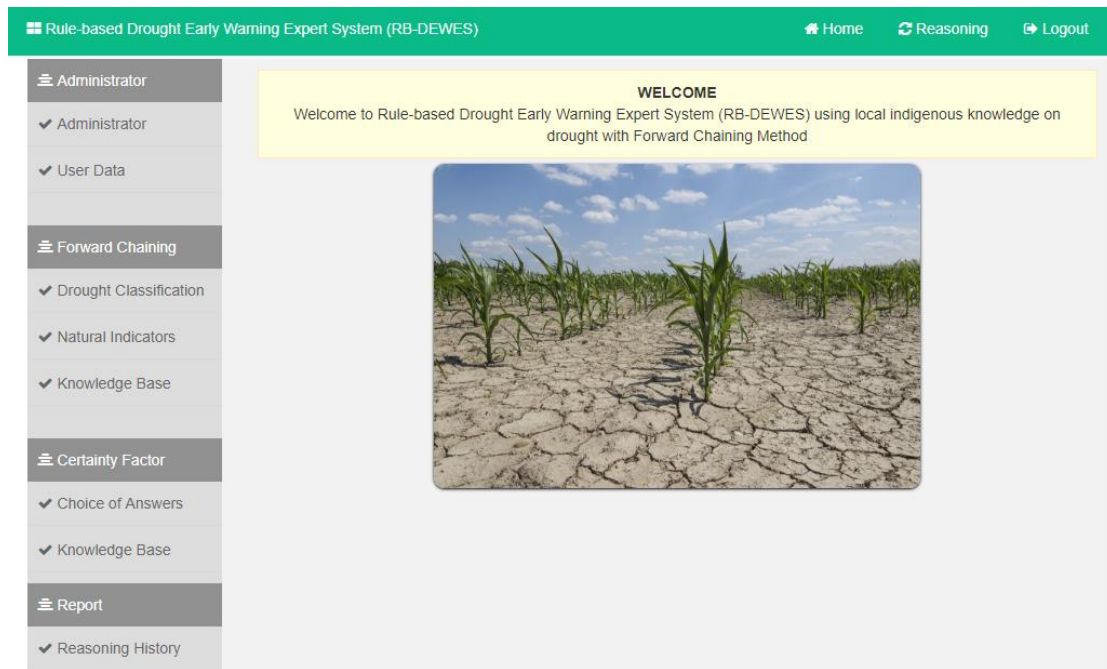 Rule-based Drought Early Warning Expert System (RB-DEWES)
Home
Reasoning
Logout
Administrator
Administrator
User Data
Forward Chaining
Drought Classification
Natural Indicators
Knowledge Base
Certainty Factor
Choice of Answers
Knowledge Base
Report
Reasoning History
WELCOME
Welcome to Rule-based Drought Early Warning Expert System (RB-DEWES) using local indigenous knowledge on
drought with Forward Chaining Method